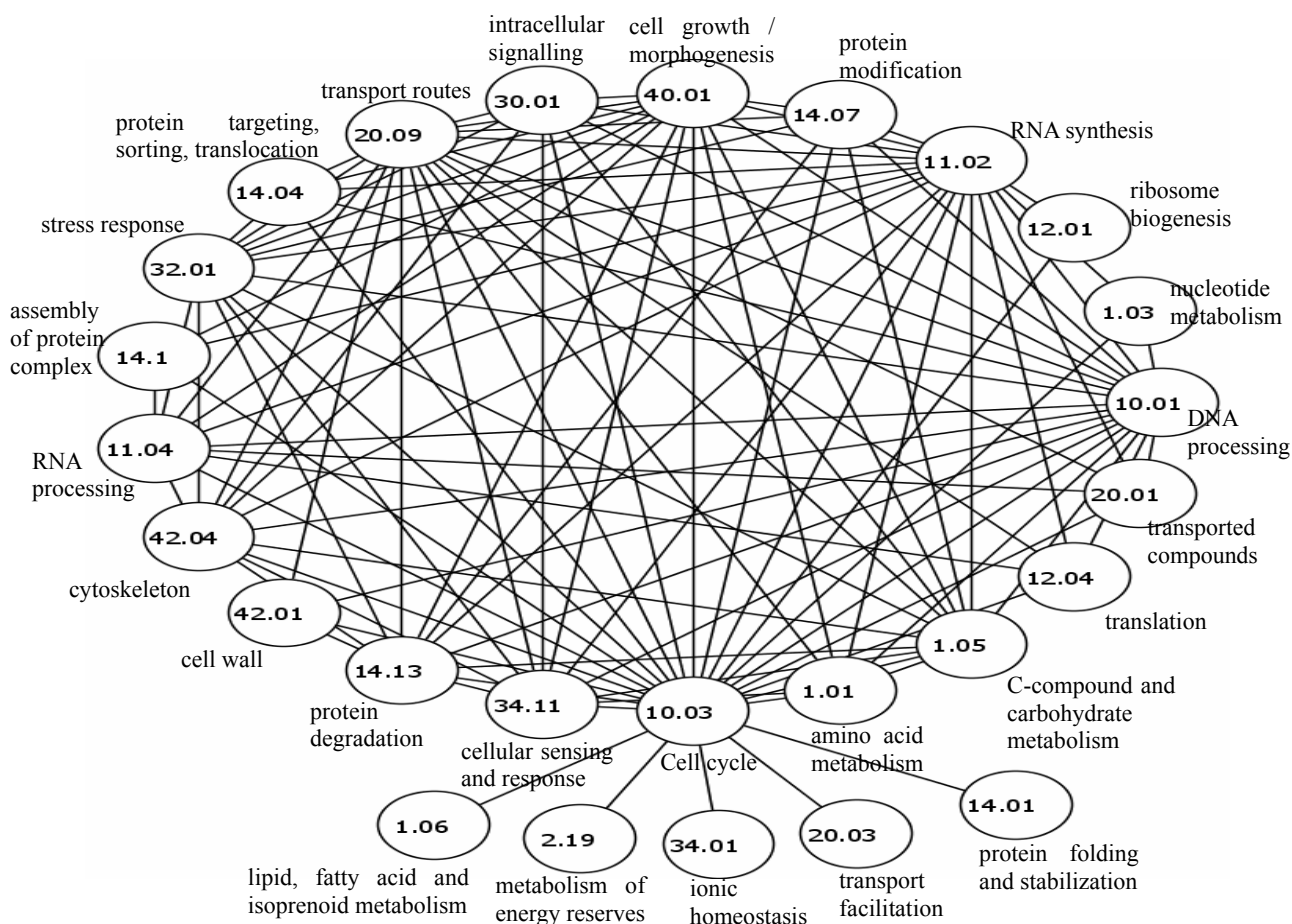 intracellular
signalling
30.01
cell growth /
morphogenesis
40.01
protein
modification
14.07
transport routes
20.09
RNA synthesis
11.02
protein targeting,
sorting, translocation
14.04
ribosome
biogenesis
12.01
stress response
32.01
nucleotide
metabolism
1.03
assembly
of protein
complex
14.1
10.01
DNA
processing
11.04
RNA
processing
20.01
transported
compounds
42.04
cytoskeleton
12.04
translation
42.01
cell wall
1.05
C-compound and
carbohydrate
metabolism
14.13
protein
degradation
34.11
cellular sensing
and response
10.03
Cell cycle
1.01
amino acid
metabolism
1.06
lipid, fatty acid and
isoprenoid metabolism
2.19
metabolism of
energy reserves
34.01
ionic
homeostasis
20.03
transport
facilitation
14.01
protein folding
and stabilization